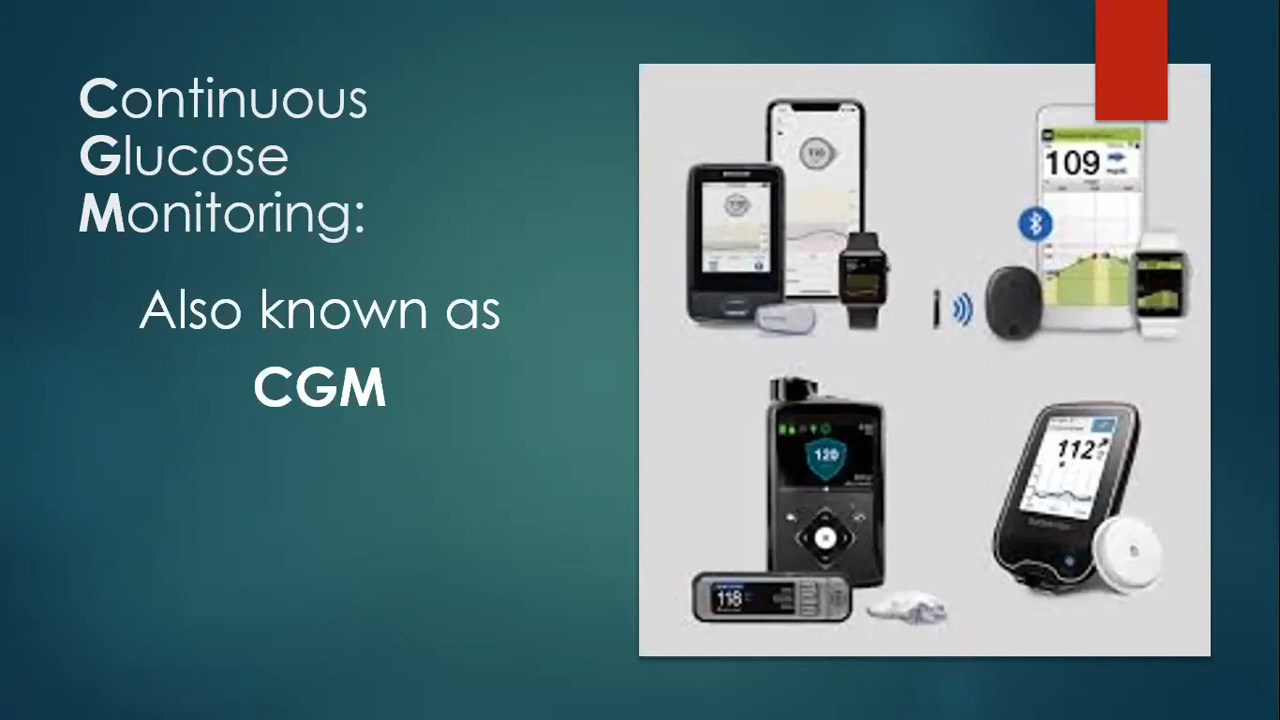 Continuous
Glucose
Monitoring:
Also known as
CGM
109
120
118
112